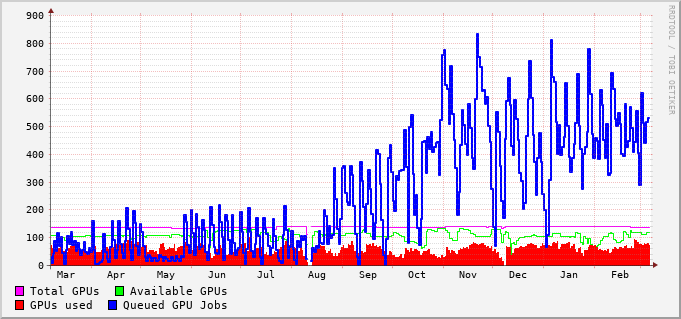 900
800
700
600
500
400
300
200
100
0
Mar Apr May Jun Jul Aug Sep Oct Nov Dec Jan Feb
Total GPUs Available GPUs
GPUs used Queued GPU Jobs
RRDTOOL / TOBI OETIKER